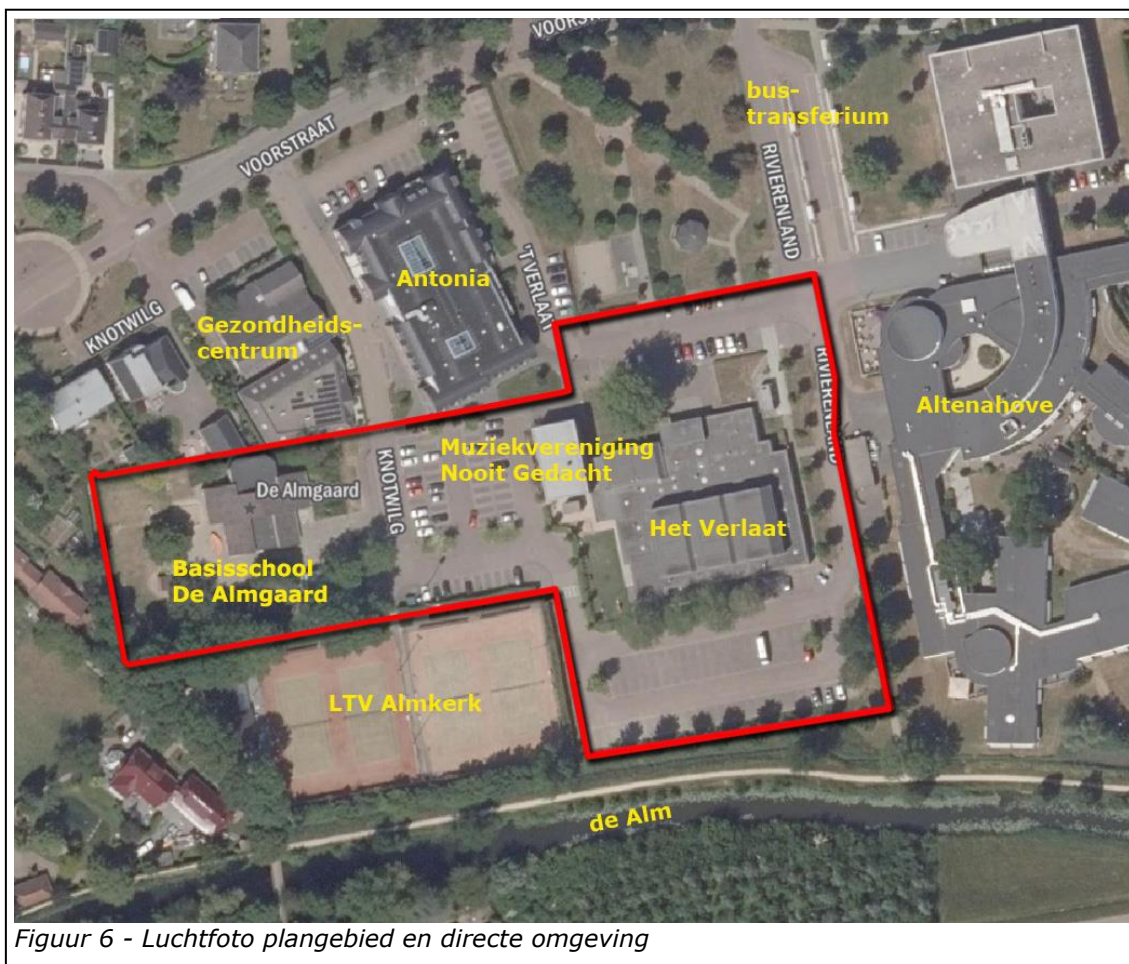 VOORSTRAAT
VOORSTRAAT
bus-
transferium
RIVIERENLAND
Antonia
'T VERLAAT
KNOTWILG
Gezondheids-
centrum
RIVIERENLAND
Altenahove
Muziekvereniging
Nooit Gedacht
KNOTWILG
De Almgaard
Het Verlaat
Basisschool
De Almgaard
LTV Almkerk
de Alm
Figuur 6 - Luchtfoto plangebied en directe omgeving